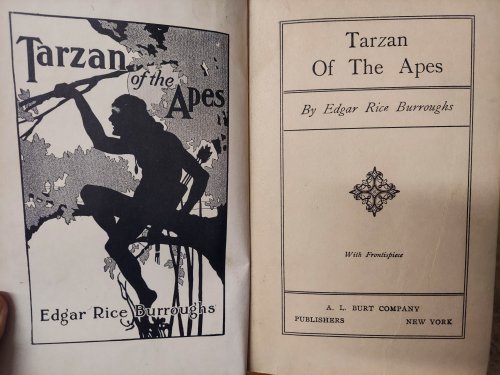 Tarzan
of the
Apes
Edgar Rice Burroughs
Tarzan
Of The Apes
By Edgar Rice Burroughs
With Frontispiece
A. L. BURT COMPANY
PUBLISHERS NEW YORK